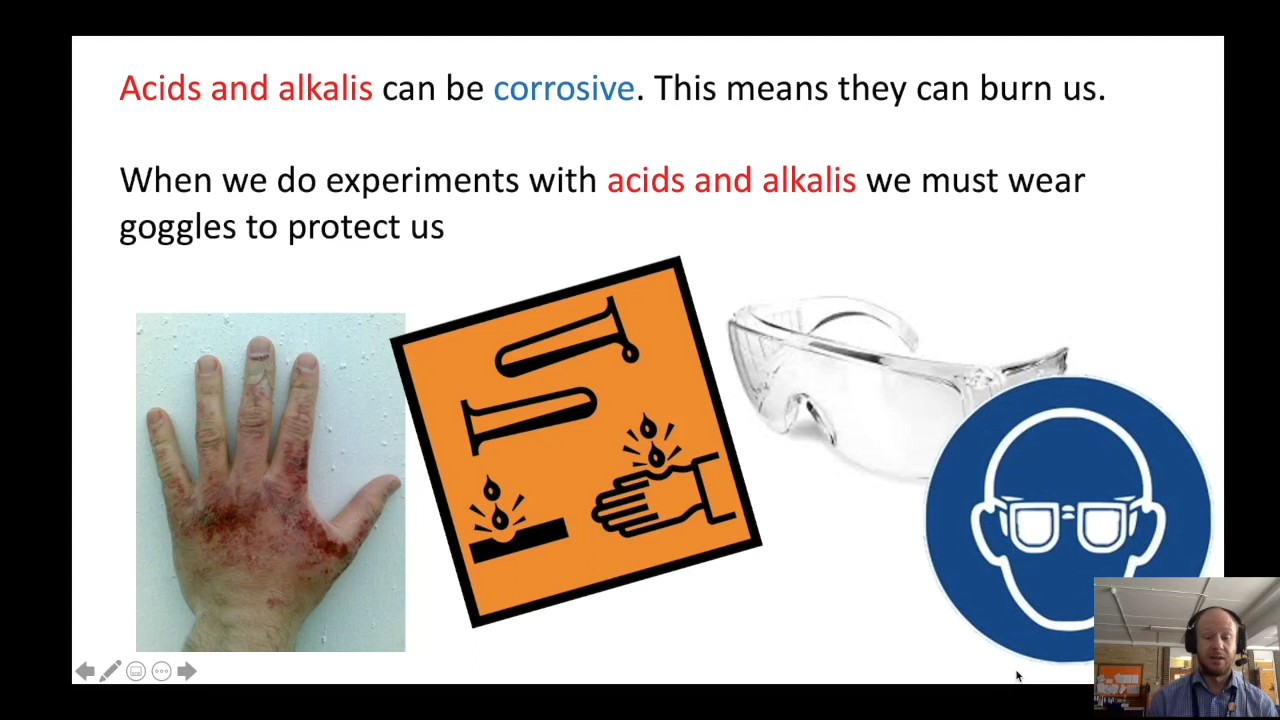 Acids and alkalis can be corrosive. This means they can burn us.
When we do experiments with acids and alkalis we must wear
goggles to protect us